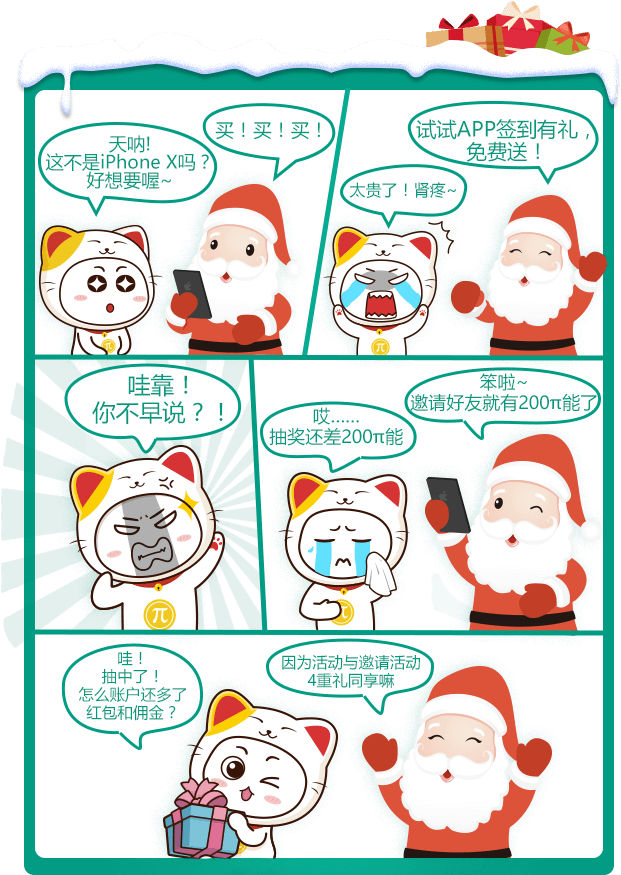 天呐!
这不是iPhone X吗？
好想要喔~
买！买！买！
试试APP签到有礼，
免费送！
太贵了！肾疼~
π
π
哇靠！
你不早说？！
π
哎......
抽奖还差200π能
笨啦~
邀请好友就有200π能了
π
哇！
抽中了！
怎么账户还多了
红包和佣金？
因为活动与邀请活动
4重礼同享嘛